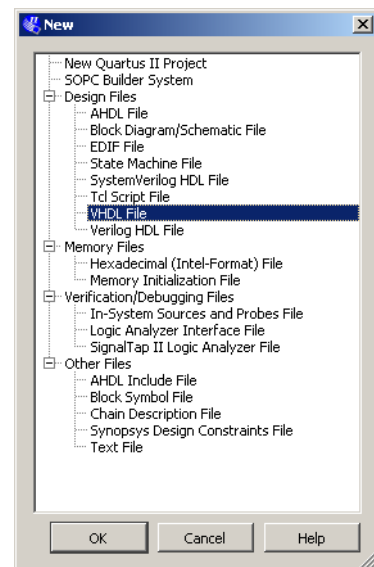 New
New Quartus II Project
SOPC Builder System
Design Files
AHDL File
Block Diagram/Schematic File
EDIF File
State Machine File
SystemVerilog HDL File
Tcl Script File
VHDL File
Verilog HDL File
Memory Files
Hexadecimal (Intel-Format) File
Memory Initialization File
Verification/Debugging Files
In-System Sources and Probes File
Logic Analyzer Interface File
SignalTap II Logic Analyzer File
Other Files
AHDL Include File
Block Symbol File
Chain Description File
Synopsys Design Constraints File
Text File
OK Cancel Help